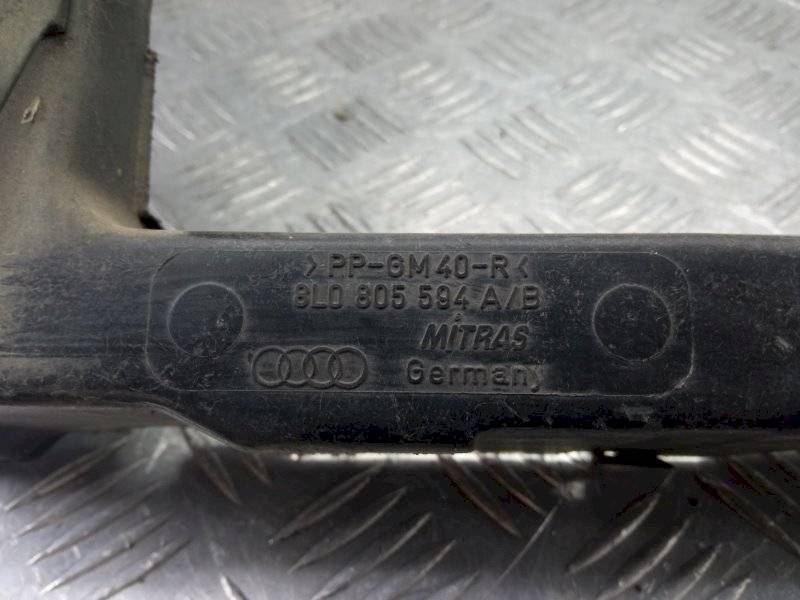 >PP-GM40-R<
8L0 805 594 A/B
MITRAS
Germany